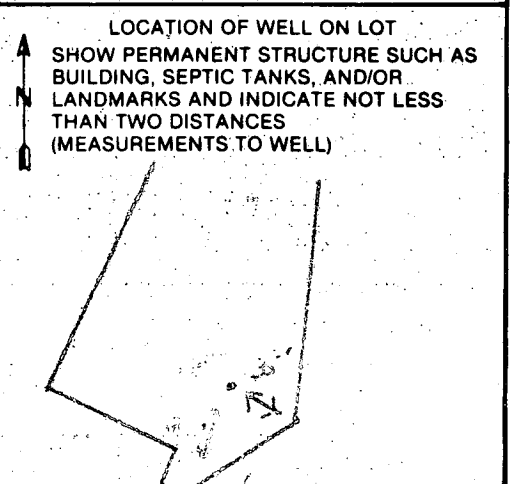 LOCATION OF WELL ON LOT
SHOW PERMANENT STRUCTURE SUCH AS
BUILDING, SEPTIC TANKS, AND/OR
N LANDMARKS AND INDICATE NOT LESS
THAN TWO DISTANCES
(MEASUREMENTS TO WELL)